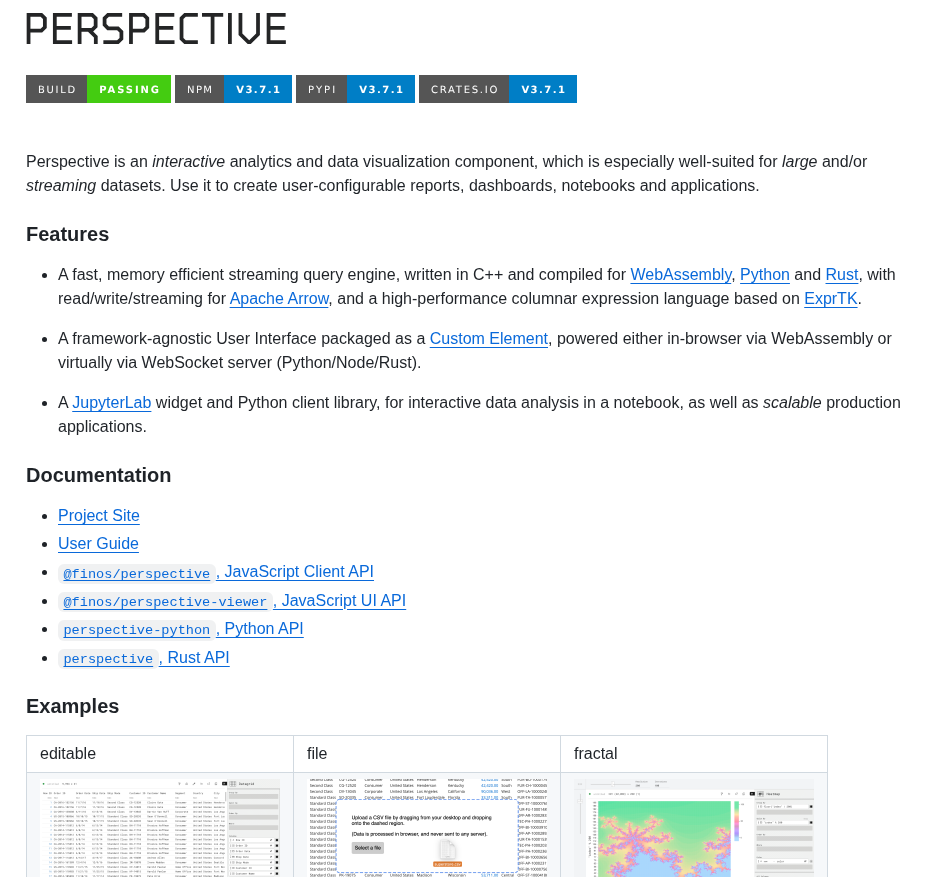 PERSPECTIVE
BUILD PASSING NPM V3.7.1 PYPI V3.7.1 CRATES.IO V3.7.1
Perspective is an interactive analytics and data visualization component, which is especially well-suited for large and/or
streaming datasets. Use it to create user-configurable reports, dashboards, notebooks and applications.
Features
A fast, memory efficient streaming query engine, written in C++ and compiled for WebAssembly, Python and Rust, with
read/write/streaming for Apache Arrow, and a high-performance columnar expression language based on ExprTK.
A framework-agnostic User Interface packaged as a Custom Element, powered either in-browser via WebAssembly or
virtually via WebSocket server (Python/Node/Rust).
A JupyterLab widget and Python client library, for interactive data analysis in a notebook, as well as scalable production
applications.
Documentation
Project Site
User Guide
@finos/perspective, JavaScript Client API
@finos/perspective-viewer, JavaScript UI API
perspective-python, Python API
perspective, Rust API
Examples
editable file fractal
Upload a CSV file by dragging from your desktop and dropping
onto the dashed region.
(Data is processed in browser, and never sent to any server).
Select a file